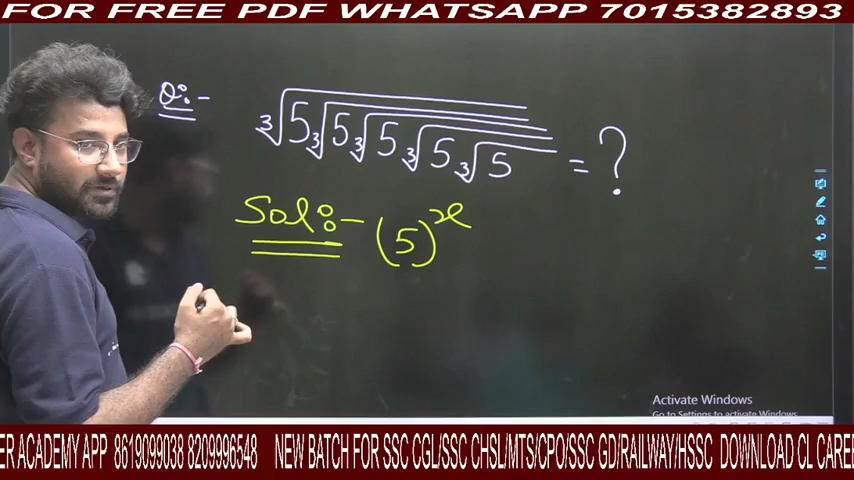 FOR FREE PDF WHATSAPP 7015382893
Q:-
∛5∛5∛5∛5∛5 = ?
Sol:- (5)^x
Activate Windows
Go to Settings to activate Windows.
ER ACADEMY APP 8619099038 8209996548 NEW BATCH FOR SSC CGL/SSC CHSL/MTS/CPO/SSC GD/RAILWAY/HSSC DOWNLOAD CL CAREE